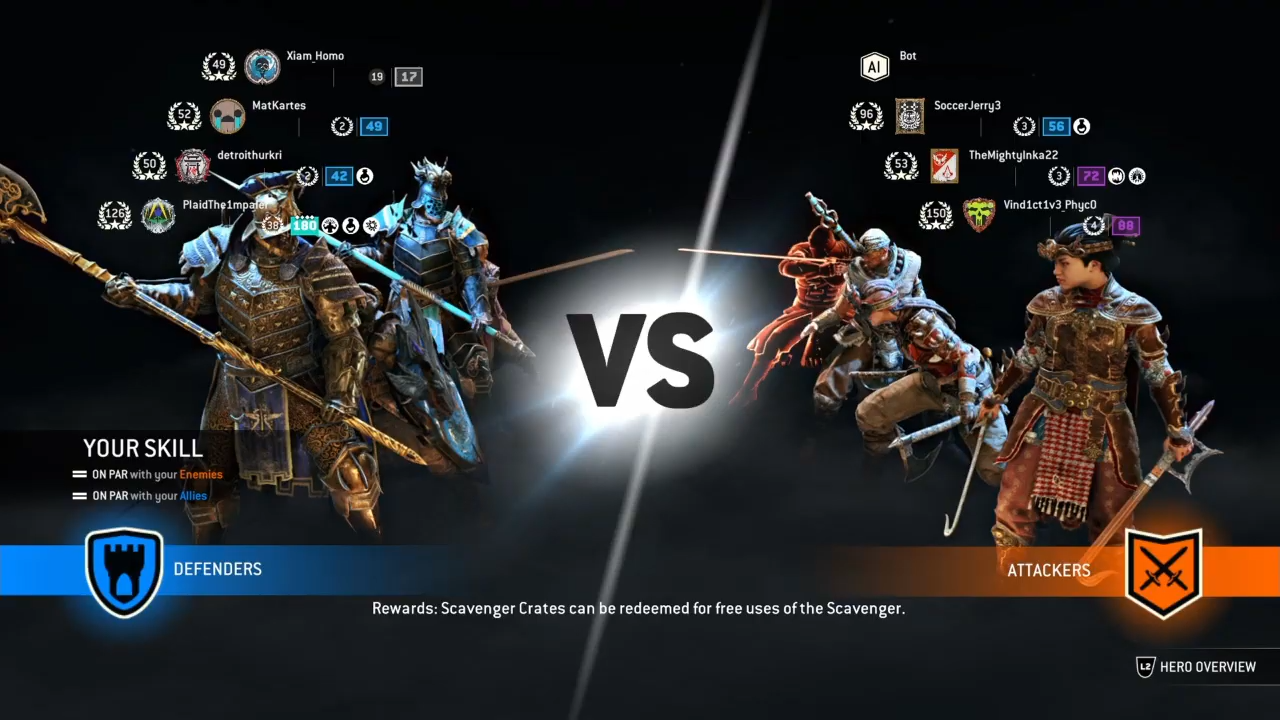 49 Xiam_Homo
19 17
52 MatKartes
2 49
50 detroithurkri
2 42
126 PlaidThe1mpaler
38 180
AI Bot
96 SoccerJerry3
3 56
53 TheMightyInka22
3 72
150 Vind1ct1v3_Phyc0
4 88
VS
YOUR SKILL
ON PAR with your Enemies
ON PAR with your Allies
DEFENDERS
ATTACKERS
Rewards: Scavenger Crates can be redeemed for free uses of the Scavenger.
L2 HERO OVERVIEW